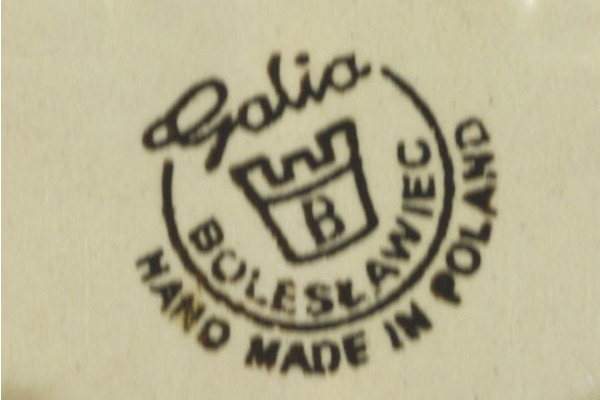 Galia
B
BOLESŁAWIEC
HAND MADE IN POLAND